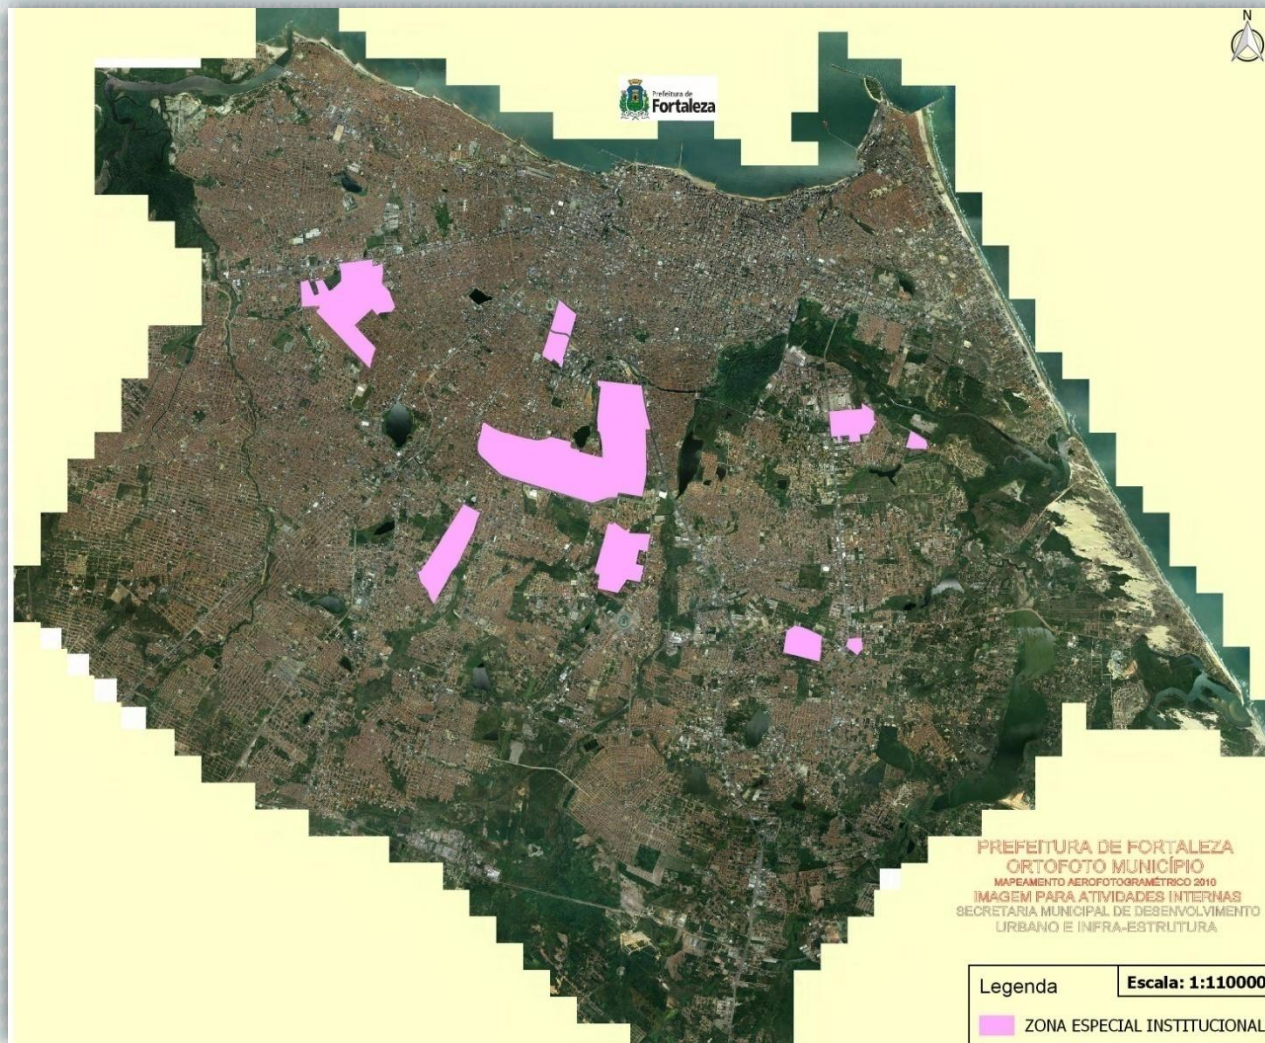 N
Prefeitura de
Fortaleza
PREFEITURA DE FORTALEZA
ORTOFOTO MUNICÍPIO
MAPEAMENTO AEROFOTOGRAMÉTRICO 2010
IMAGEM PARA ATIVIDADES INTERNAS
SECRETARIA MUNICIPAL DE DESENVOLVIMENTO
URBANO E INFRA-ESTRUTURA
Legenda
Escala: 1:110000
ZONA ESPECIAL INSTITUCIONAL